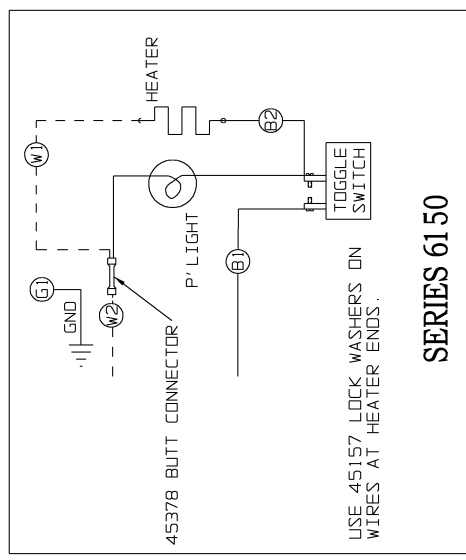 HEATER
W1
B2
G1
GND
W2
P'LIGHT
B1
TOGGLE
SWITCH
45378 BUTT CONNECTOR
USE 45157 LOCK WASHERS ON
WIRES AT HEATER ENDS.
SERIES 6150